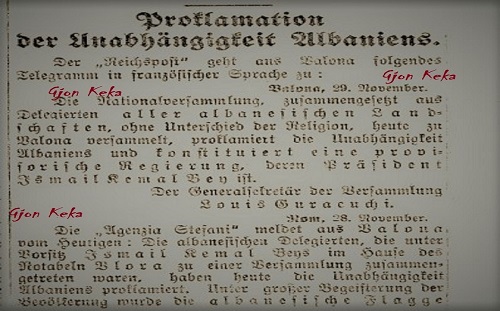 Proklamation
der Unabhängigkeit Albaniens.
Der „Reichspost“ geht aus Valona folgendes
Telegramm in französischer Sprache zu:
Gjon Keka
Valona, 29. November.
Gjon Keka
Die Nationalversammlung, zusammengesetzt aus
Delegierten aller albanesischen Land-
schaften, ohne Unterschied der Religion, heute zu
Valona versammelt, proklamiert die Unabhängigkeit
Albaniens und konstituiert eine provi-
sorische Regierung, deren Präsident
Ismail Kemal Bey ist.
Der Generalsekretär der Versammlung
Louis Guracuchi.
Gjon Keka
Rom, 28. November.
Die „Agenzia Stefani“ meldet aus Valona
vom Heutigen: Die albanesischen Delegierten, die unter
Vorsitz Ismail Kemal Beys im Hause des
Notabeln Vlora zu einer Versammlung zusammen-
getreten waren, haben heute die Unabhängigkeit
Albaniens proklamiert. Unter großer Begeisterung der
Bevölkerung wurde die albanesische Flagge